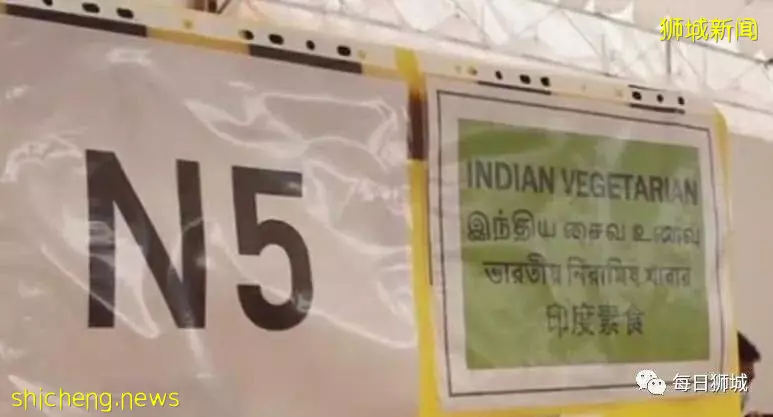 狮城新闻
N5
INDIAN VEGETARIAN
இந்திய சைவ உணவு
ভারতীয় নিরামিষ খাবার
印度素食
每日狮城
shicheng.news